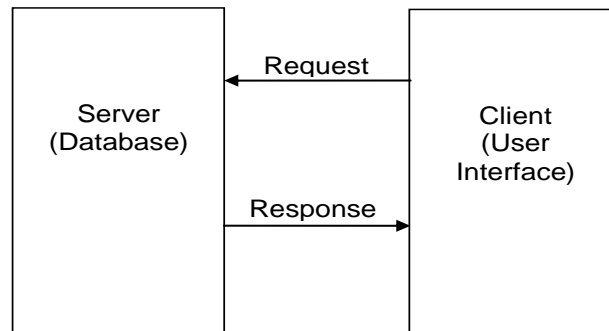 Request
Server
(Database)
Client
(User
Interface)
Response